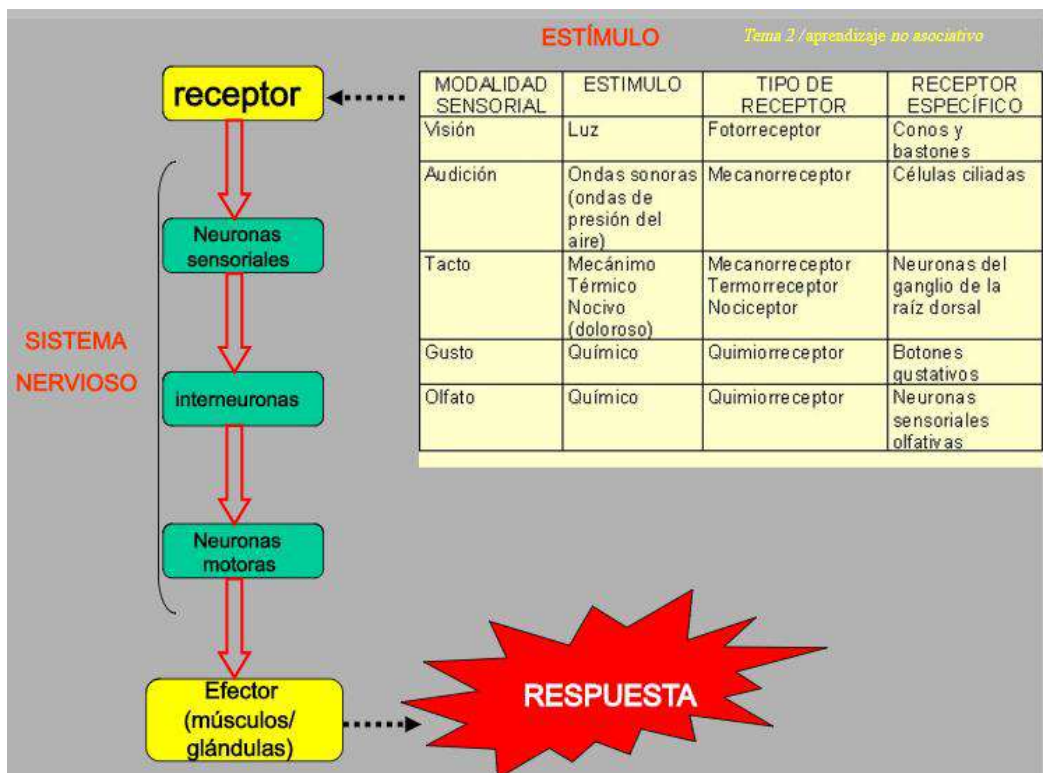 ESTÍMULO
Tema 2 /aprendizaje no asociativo
receptor
MODALIDAD
SENSORIAL
ESTIMULO
TIPO DE
RECEPTOR
RECEPTOR
ESPECÍFICO
Visión
Luz
Fotorreceptor
Conos y
bastones
Audición
Ondas sonoras
(ondas de
presión del
aire)
Mecanorreceptor
Células ciliadas
Tacto
Mecánimo
Térmico
Nocivo
(doloroso)
Mecanorreceptor
Termorreceptor
Nociceptor
Neuronas del
ganglio de la
raíz dorsal
Gusto
Químico
Quimiorreceptor
Botones
gustativos
Olfato
Químico
Quimiorreceptor
Neuronas
sensoriales
olfativas
Neuronas
sensoriales
SISTEMA
NERVIOSO
interneuronas
Neuronas
motoras
Efector
(músculos/
glándulas)
RESPUESTA